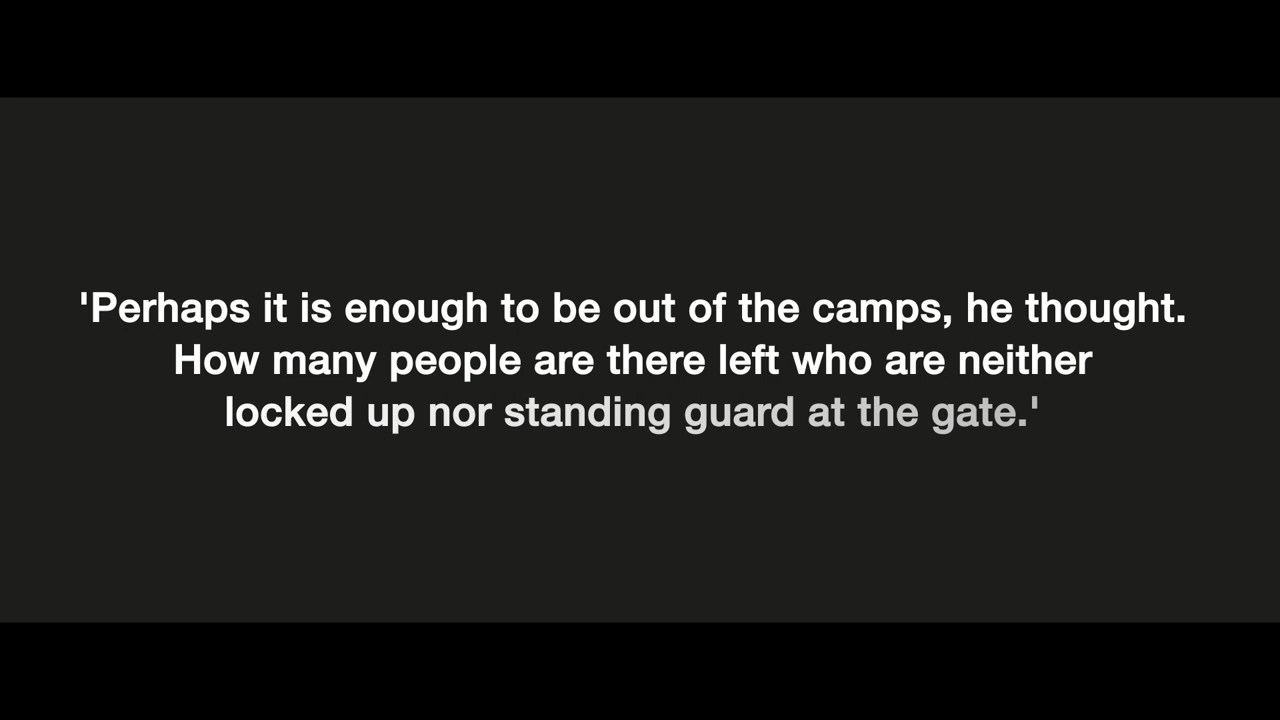 'Perhaps it is enough to be out of the camps, he thought.
How many people are there left who are neither
locked up nor standing guard at the gate.'